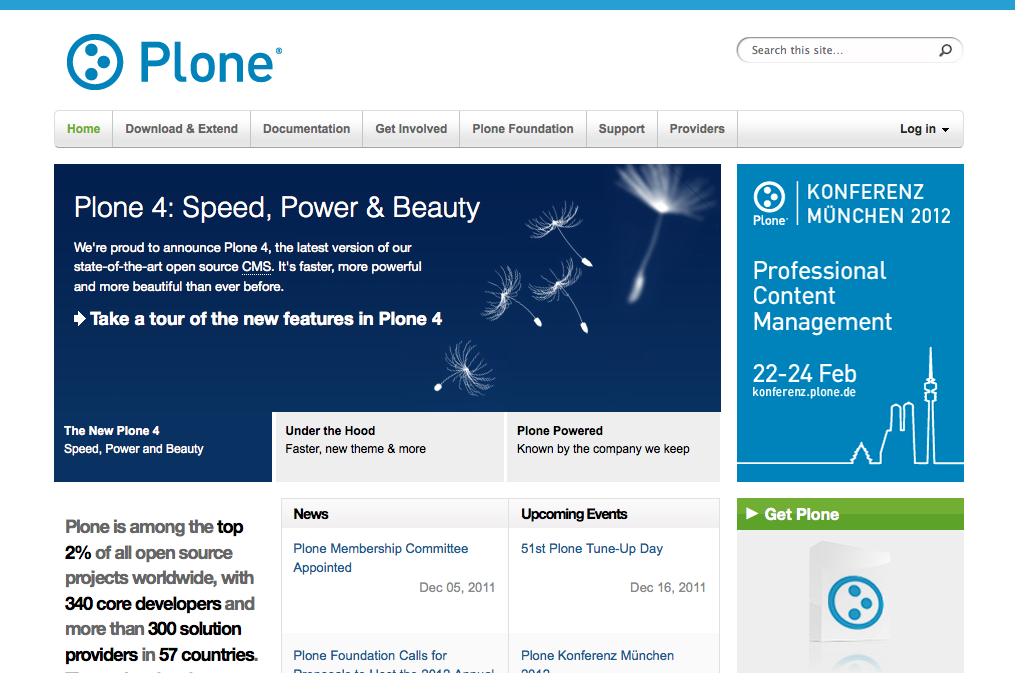 Plone®
Search this site...
Home
Download & Extend
Documentation
Get Involved
Plone Foundation
Support
Providers
Log in
Plone 4: Speed, Power & Beauty
We're proud to announce Plone 4, the latest version of our
state-of-the-art open source CMS. It's faster, more powerful
and more beautiful than ever before.
Take a tour of the new features in Plone 4
The New Plone 4
Speed, Power and Beauty
Under the Hood
Faster, new theme & more
Plone Powered
Known by the company we keep
Plone
KONFERENZ
MÜNCHEN 2012
Professional
Content
Management
22-24 Feb
konferenz.plone.de
Plone is among the top
2% of all open source
projects worldwide, with
340 core developers and
more than 300 solution
providers in 57 countries.
News
Plone Membership Committee
Appointed
Dec 05, 2011
Plone Foundation Calls for
Proposals to Host the 2012 Annual
Upcoming Events
51st Plone Tune-Up Day
Dec 16, 2011
Plone Konferenz München
2012
Get Plone